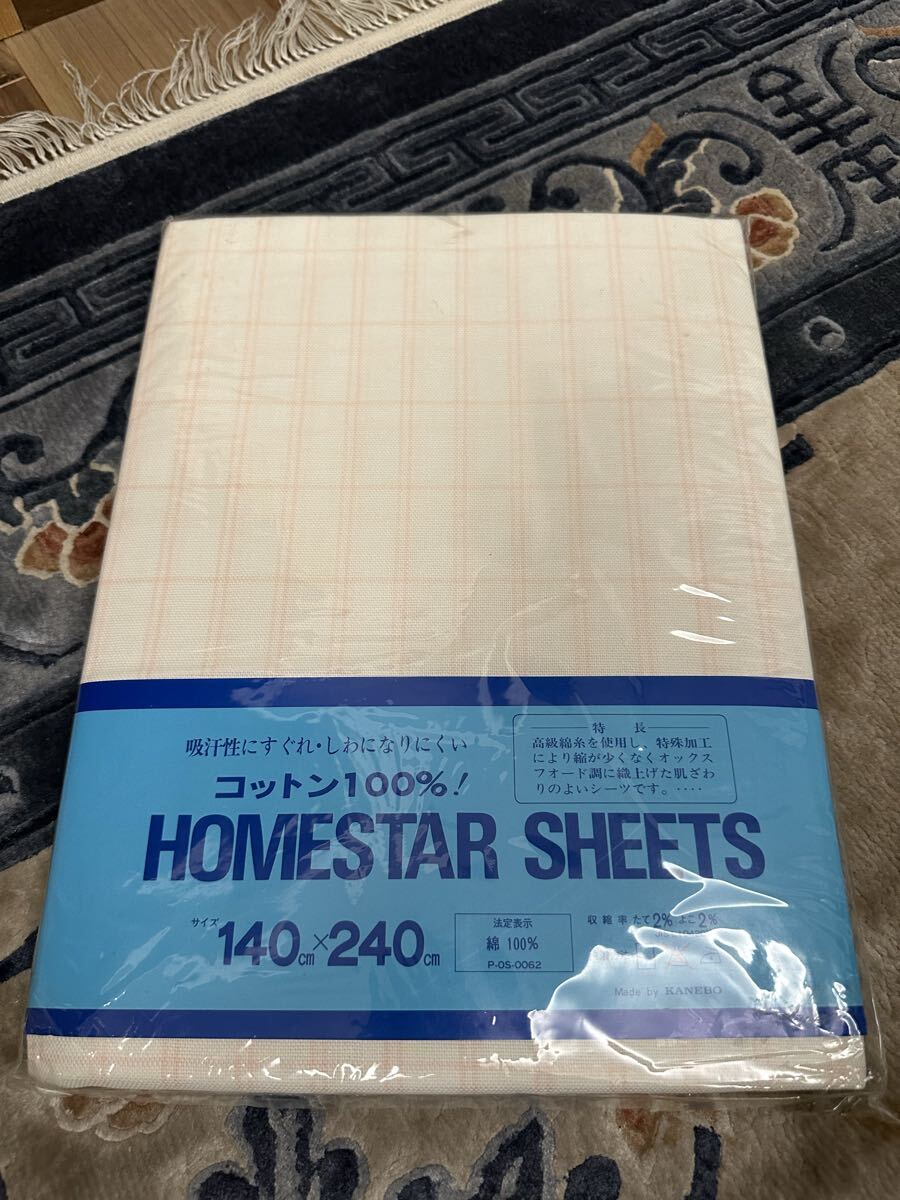 吸汗性にすぐれ・しわになりにくい
コットン100%!
特長
高級綿糸を使用し、特殊加工
により縮が少くなくオックス
フォード調に織上げた肌ざわ
りのよいシーツです。‥‥
HOMESTAR SHEETS
サイズ
140cm×240cm
法定表示
綿 100%
P-OS-0062
収縮率たて2%よこ2%
Made by KANEBO